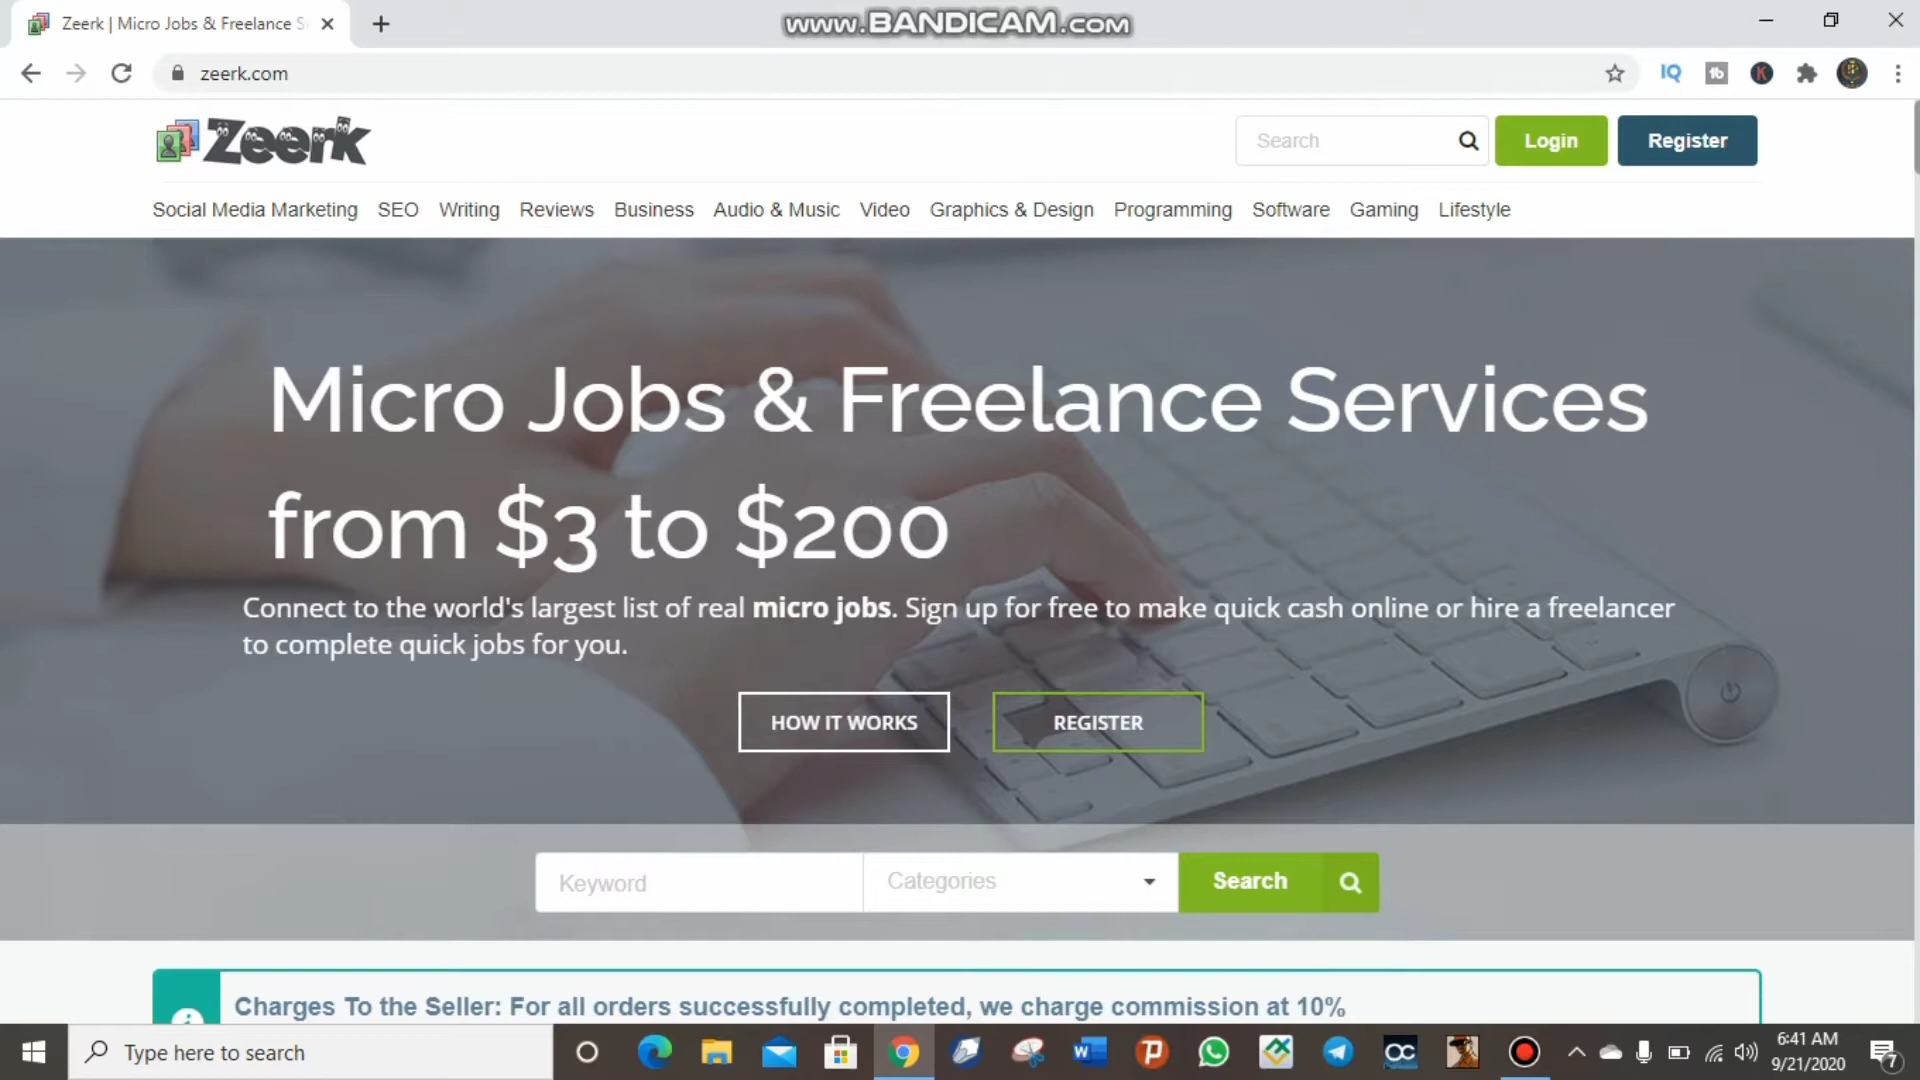 Zeerk | Micro Jobs & Freelance S
www.BANDICAM.com
zeerk.com
IQ
tb
K
Zeerk
Search
Login
Register
Social Media Marketing SEO Writing Reviews Business Audio & Music Video Graphics & Design Programming Software Gaming Lifestyle
Micro Jobs & Freelance Services
from $3 to $200
Connect to the world's largest list of real micro jobs. Sign up for free to make quick cash online or hire a freelancer
to complete quick jobs for you.
HOW IT WORKS
REGISTER
Keyword
Categories
Search
Charges To the Seller: For all orders successfully completed, we charge commission at 10%
Type here to search
W
P
OC
6:41 AM
9/21/2020
7